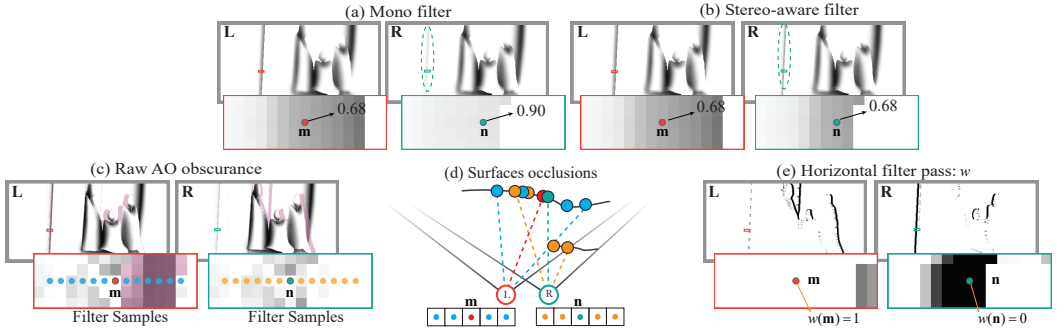 (a) Mono filter
(b) Stereo-aware filter
L
R
L
R
0.68
m
0.90
n
0.68
m
0.68
n
(c) Raw AO obscurance
(d) Surfaces occlusions
(e) Horizontal filter pass: w
L
R
L
R
m
n
Filter Samples
Filter Samples
L
R
m
n
m
n
w(m) = 1
w(n) = 0